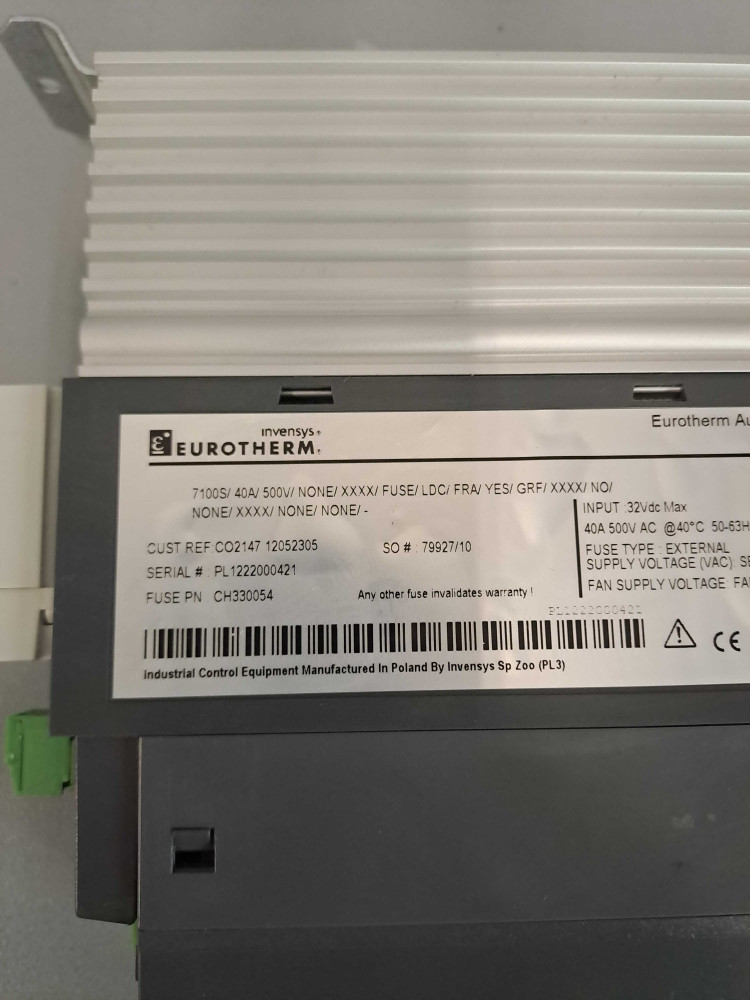 invensys
EUROTHERM
Eurotherm
7100S/ 40A/ 500V/ NONE/ XXXX/ FUSE/ LDC/ FRA/ YES/ GRF/ XXXX/ NO/
NONE/ XXXX/ NONE/ NONE/ -
INPUT :32Vdc Max
40A 500V AC @40°C 50-63H
CUST REF:CO2147 12052305 SO # : 79927/10
FUSE TYPE : EXTERNAL
SUPPLY VOLTAGE (VAC):
SERIAL # : PL1222000421
FAN SUPPLY VOLTAGE:
FUSE PN : CH330054 Any other fuse invalidates warranty !
PL1222000421
CE
Industrial Control Equipment Manufactured In Poland By Invensys Sp Zoo (PL3)